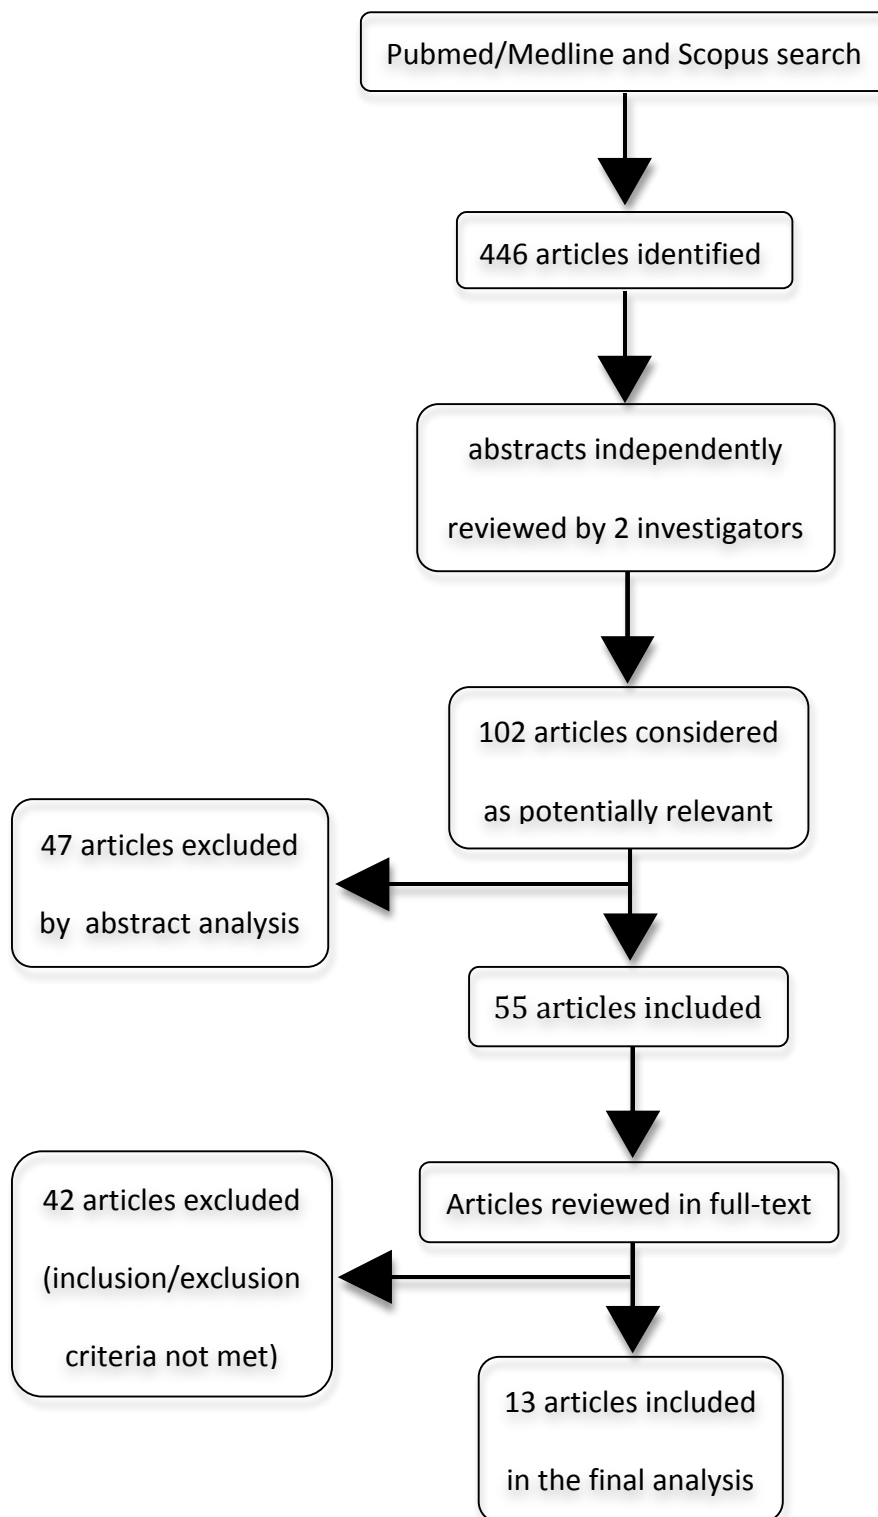 Pubmed/Medline and Scopus search
446 articles identified
abstracts independently
reviewed by 2 investigators
102 articles considered
as potentially relevant
47 articles excluded
by  abstract analysis
55 articles included
Articles reviewed in full-text
42 articles excluded
(inclusion/exclusion
criteria not met)
13 articles included
in the final analysis